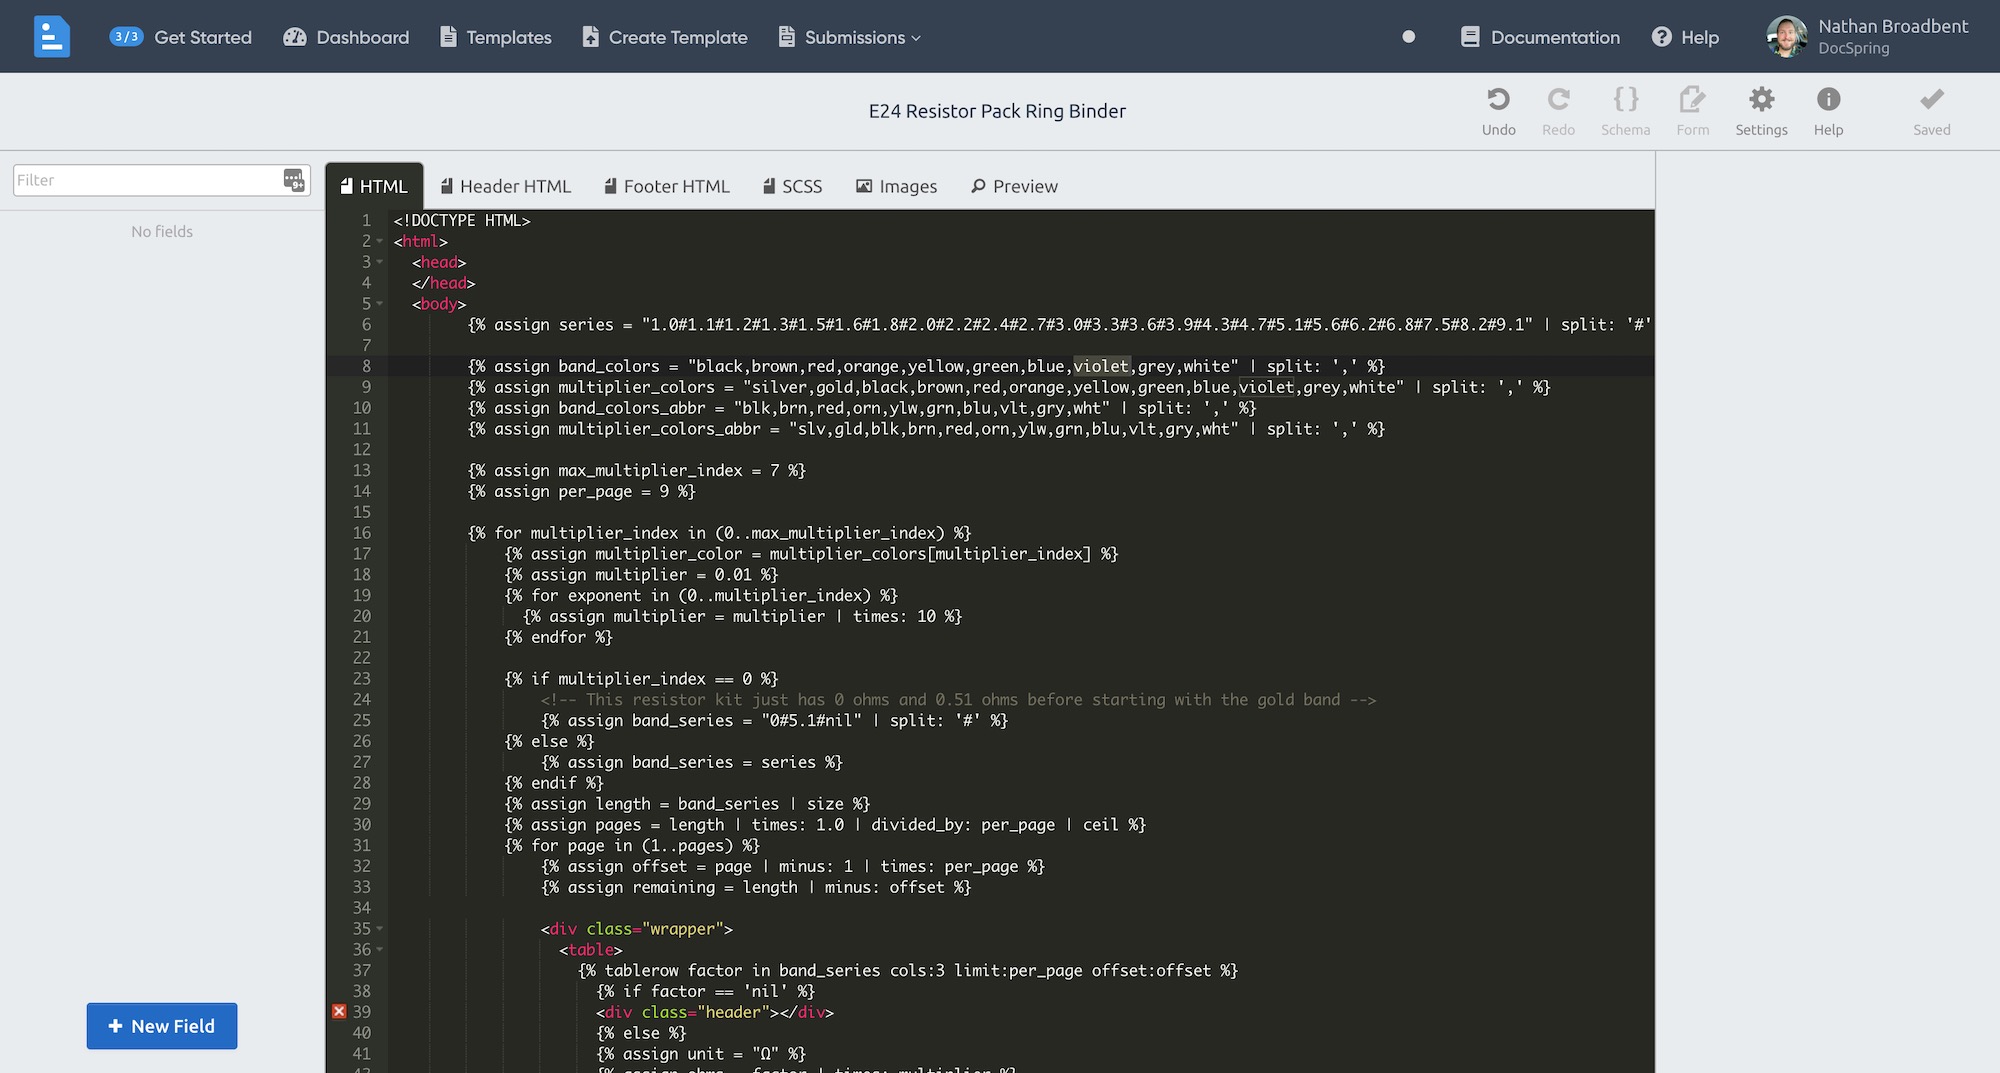 3/3 Get Started Dashboard Templates Create Template Submissions Documentation Help Nathan Broadbent
DocSpring
E24 Resistor Pack Ring Binder
Undo Redo Schema Form Settings Help Saved
Filter
9+
No fields
HTML Header HTML Footer HTML SCSS Images Preview
1 <!DOCTYPE HTML>
2 <html>
3 <head>
4 </head>
5 <body>
6 {% assign series = "1.0#1.1#1.2#1.3#1.5#1.6#1.8#2.0#2.2#2.4#2.7#3.0#3.3#3.6#3.9#4.3#4.7#5.1#5.6#6.2#6.8#7.5#8.2#9.1" | split: '#'
7
8 {% assign band_colors = "black,brown,red,orange,yellow,green,blue,violet,grey,white" | split: ',' %}
9 {% assign multiplier_colors = "silver,gold,black,brown,red,orange,yellow,green,blue,violet,grey,white" | split: ',' %}
10 {% assign band_colors_abbr = "blk,brn,red,orn,ylw,grn,blu,vlt,gry,wht" | split: ',' %}
11 {% assign multiplier_colors_abbr = "slv,gld,blk,brn,red,orn,ylw,grn,blu,vlt,gry,wht" | split: ',' %}
12
13 {% assign max_multiplier_index = 7 %}
14 {% assign per_page = 9 %}
15
16 {% for multiplier_index in (0..max_multiplier_index) %}
17 {% assign multiplier_color = multiplier_colors[multiplier_index] %}
18 {% assign multiplier = 0.01 %}
19 {% for exponent in (0..multiplier_index) %}
20 {% assign multiplier = multiplier | times: 10 %}
21 {% endfor %}
22
23 {% if multiplier_index == 0 %}
24 <!-- This resistor kit just has 0 ohms and 0.51 ohms before starting with the gold band -->
25 {% assign band_series = "0#5.1#nil" | split: '#' %}
26 {% else %}
27 {% assign band_series = series %}
28 {% endif %}
29 {% assign length = band_series | size %}
30 {% assign pages = length | times: 1.0 | divided_by: per_page | ceil %}
31 {% for page in (1..pages) %}
32 {% assign offset = page | minus: 1 | times: per_page %}
33 {% assign remaining = length | minus: offset %}
34
35 <div class="wrapper">
36 <table>
37 {% tablerow factor in band_series cols:3 limit:per_page offset:offset %}
38 {% if factor == 'nil' %}
39 <div class="header"></div>
40 {% else %}
41 {% assign unit = "Ω" %}
42 {% assign ohms = factor | times: multiplier %}
+ New Field